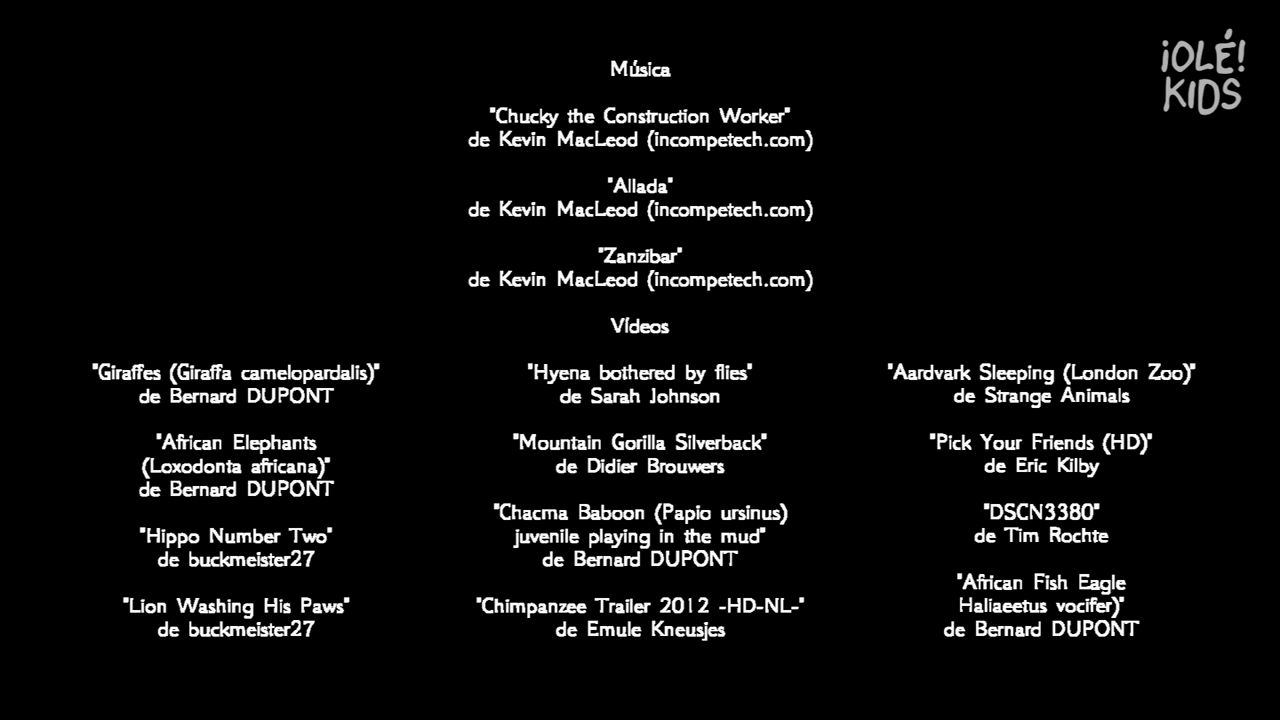 ¡OLÉ!
KIDS
Música
"Chucky the Construction Worker"
de Kevin MacLeod (incompetech.com)
"Allada"
de Kevin MacLeod (incompetech.com)
"Zanzibar"
de Kevin MacLeod (incompetech.com)
Vídeos
"Giraffes (Giraffa camelopardalis)"
de Bernard DUPONT
"African Elephants
(Loxodonta africana)"
de Bernard DUPONT
"Hippo Number Two"
de buckmeister27
"Lion Washing His Paws"
de buckmeister27
"Hyena bothered by flies"
de Sarah Johnson
"Mountain Gorilla Silverback"
de Didier Brouwers
"Chacma Baboon (Papio ursinus)
juvenile playing in the mud"
de Bernard DUPONT
"Chimpanzee Trailer 2012 -HD-NL-"
de Emule Kneusjes
"Aardvark Sleeping (London Zoo)"
de Strange Animals
"Pick Your Friends (HD)"
de Eric Kilby
"DSCN3380"
de Tim Rochte
"African Fish Eagle
Haliaeetus vocifer)"
de Bernard DUPONT